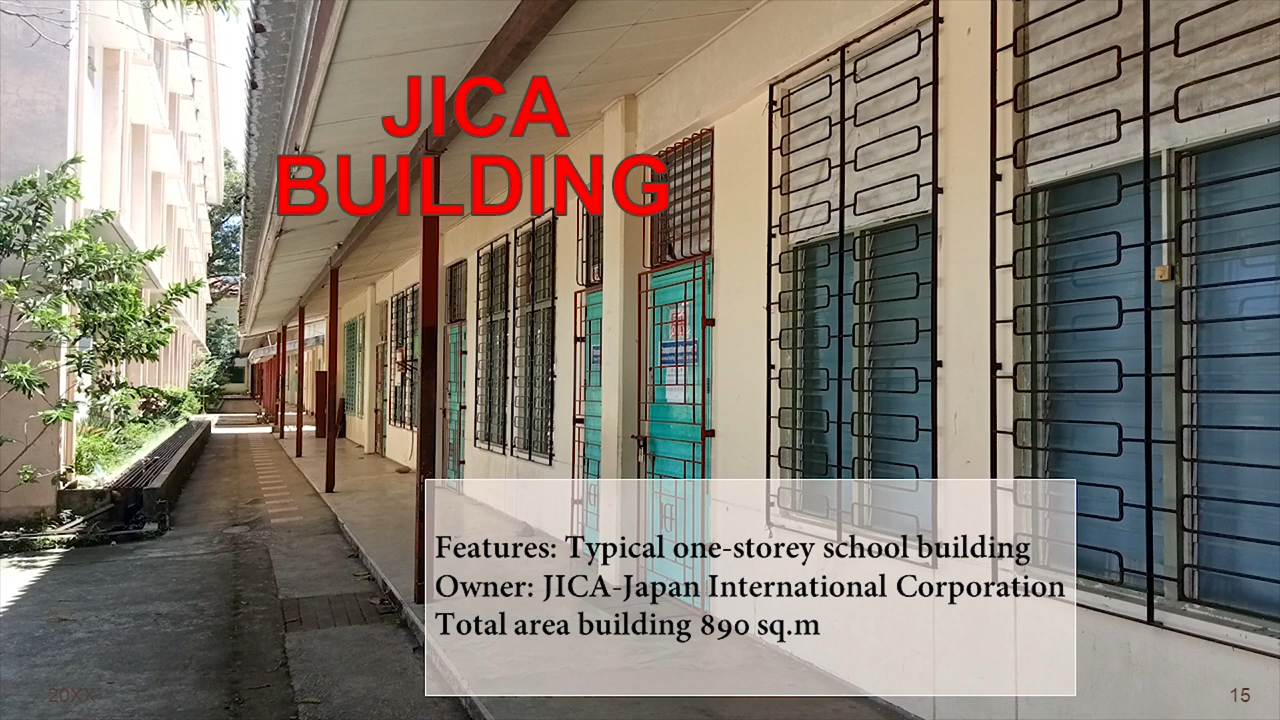 JICA
BUILDING
Features: Typical one-storey school building
Owner: JICA-Japan International Corporation
Total area building 890 sq.m
20XX
15